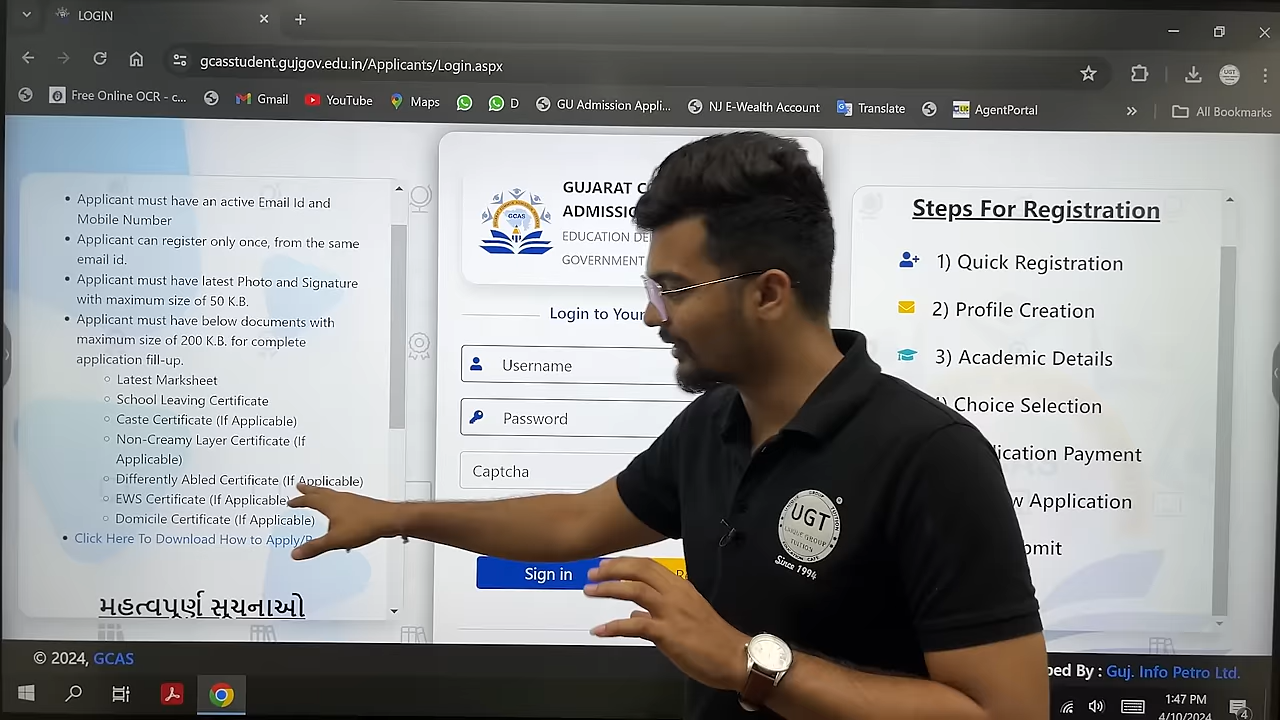 LOGIN
gcasstudent.gujgov.edu.in/Applicants/Login.aspx
Free Online OCR - c...
Gmail
YouTube
Maps
D
GU Admission Appli...
NJ E-Wealth Account
Translate
AgentPortal
All Bookmarks
Applicant must have an active Email Id and
Mobile Number
Applicant can register only once, from the same
email id.
Applicant must have latest Photo and Signature
with maximum size of 50 K.B.
Applicant must have below documents with
maximum size of 200 K.B. for complete
application fill-up.
Latest Marksheet
School Leaving Certificate
Caste Certificate (If Applicable)
Non-Creamy Layer Certificate (If
Applicable)
Differently Abled Certificate (If Applicable)
EWS Certificate (If Applicable)
Domicile Certificate (If Applicable)
Click Here To Download How to Apply/
મહત્વપૂર્ણ સૂચનાઓ
GCAS
GUJARAT
EDUCATION
GOVERNMENT
Login to Your
Username
Password
Captcha
Sign in
Steps For Registration
1) Quick Registration
2) Profile Creation
3) Academic Details
Choice Selection
Payment
Application
UGT
GROUP
TUITION
Since 1994
© 2024, GCAS
By : Guj. Info Petro Ltd.
1:47 PM
4/10/2024